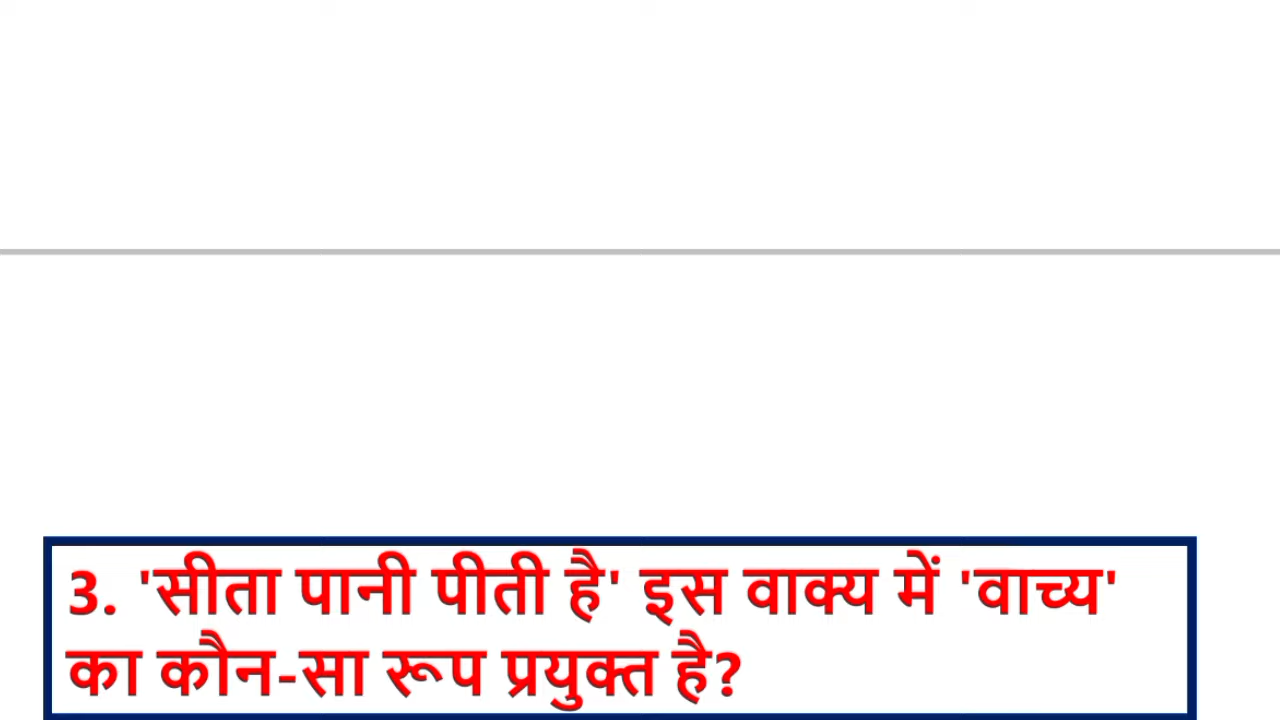 3. 'सीता पानी पीती है' इस वाक्य में 'वाच्य'
का कौन-सा रूप प्रयुक्त है?